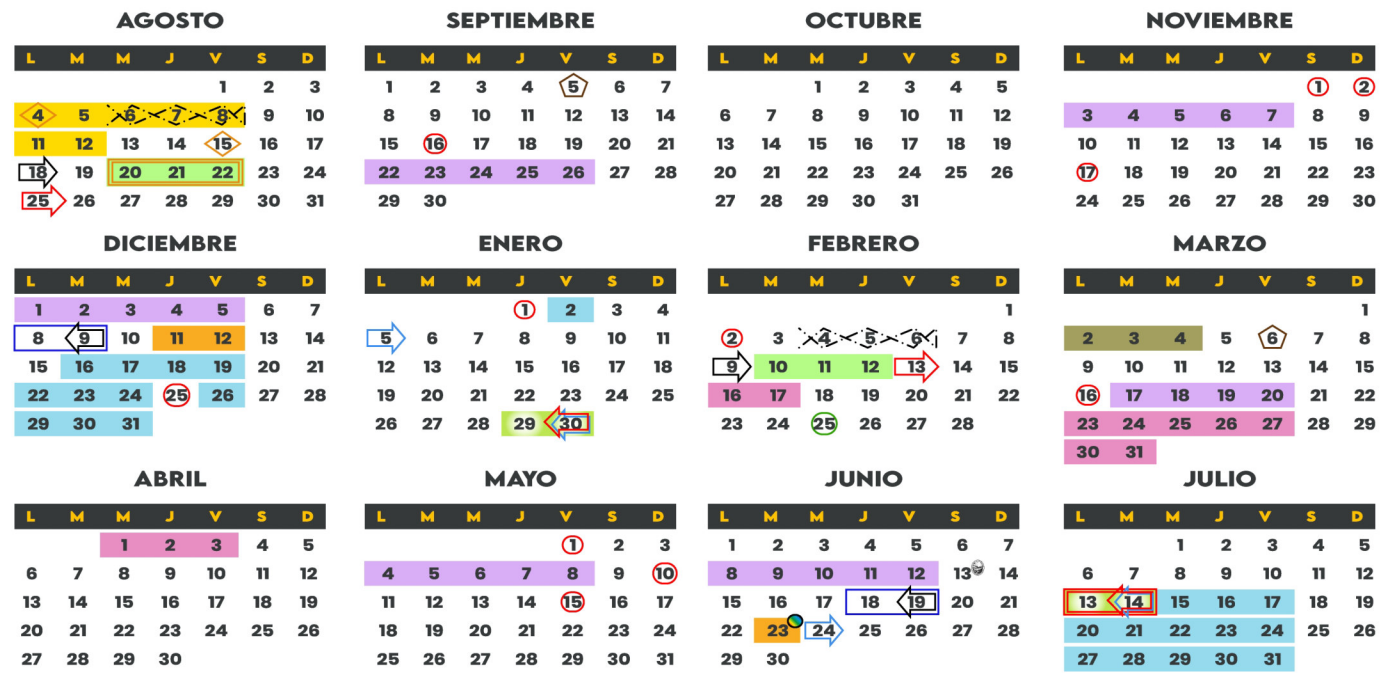 AGOSTO SEPTIEMBRE OCTUBRE NOVIEMBRE
L M M J V S D L M M J V S D L M M J V S D L M M J V S D
1 2 3 1 2 3 4 5 6 7 1 2 3 4 5 1 2
4 5 6 7 8 9 10 8 9 10 11 12 13 14 6 7 8 9 10 11 12 3 4 5 6 7 8 9
11 12 13 14 15 16 17 15 16 17 18 19 20 21 13 14 15 16 17 18 19 10 11 12 13 14 15 16
18 19 20 21 22 23 24 22 23 24 25 26 27 28 20 21 22 23 24 25 26 17 18 19 20 21 22 23
25 26 27 28 29 30 31 29 30 27 28 29 30 31 24 25 26 27 28 29 30
DICIEMBRE ENERO FEBRERO MARZO
L M M J V S D L M M J V S D L M M J V S D L M M J V S D
1 2 3 4 5 6 7 1 2 3 4 1 1
8 9 10 11 12 13 14 5 6 7 8 9 10 11 2 3 4 5 6 7 8 2 3 4 5 6 7 8
15 16 17 18 19 20 21 12 13 14 15 16 17 18 9 10 11 12 13 14 15 9 10 11 12 13 14 15
22 23 24 25 26 27 28 19 20 21 22 23 24 25 16 17 18 19 20 21 22 16 17 18 19 20 21 22
29 30 31 26 27 28 29 30 23 24 25 26 27 28 23 24 25 26 27 28 29
30 31
ABRIL MAYO JUNIO JULIO
L M M J V S D L M M J V S D L M M J V S D L M M J V S D
1 2 3 4 5 1 2 3 1 2 3 4 5 6 7 1 2 3 4 5
6 7 8 9 10 11 12 4 5 6 7 8 9 10 8 9 10 11 12 13 14 6 7 8 9 10 11 12
13 14 15 16 17 18 19 11 12 13 14 15 16 17 15 16 17 18 19 20 21 13 14 15 16 17 18 19
20 21 22 23 24 25 26 18 19 20 21 22 23 24 22 23 24 25 26 27 28 20 21 22 23 24 25 26
27 28 29 30 25 26 27 28 29 30 31 29 30 27 28 29 30 31